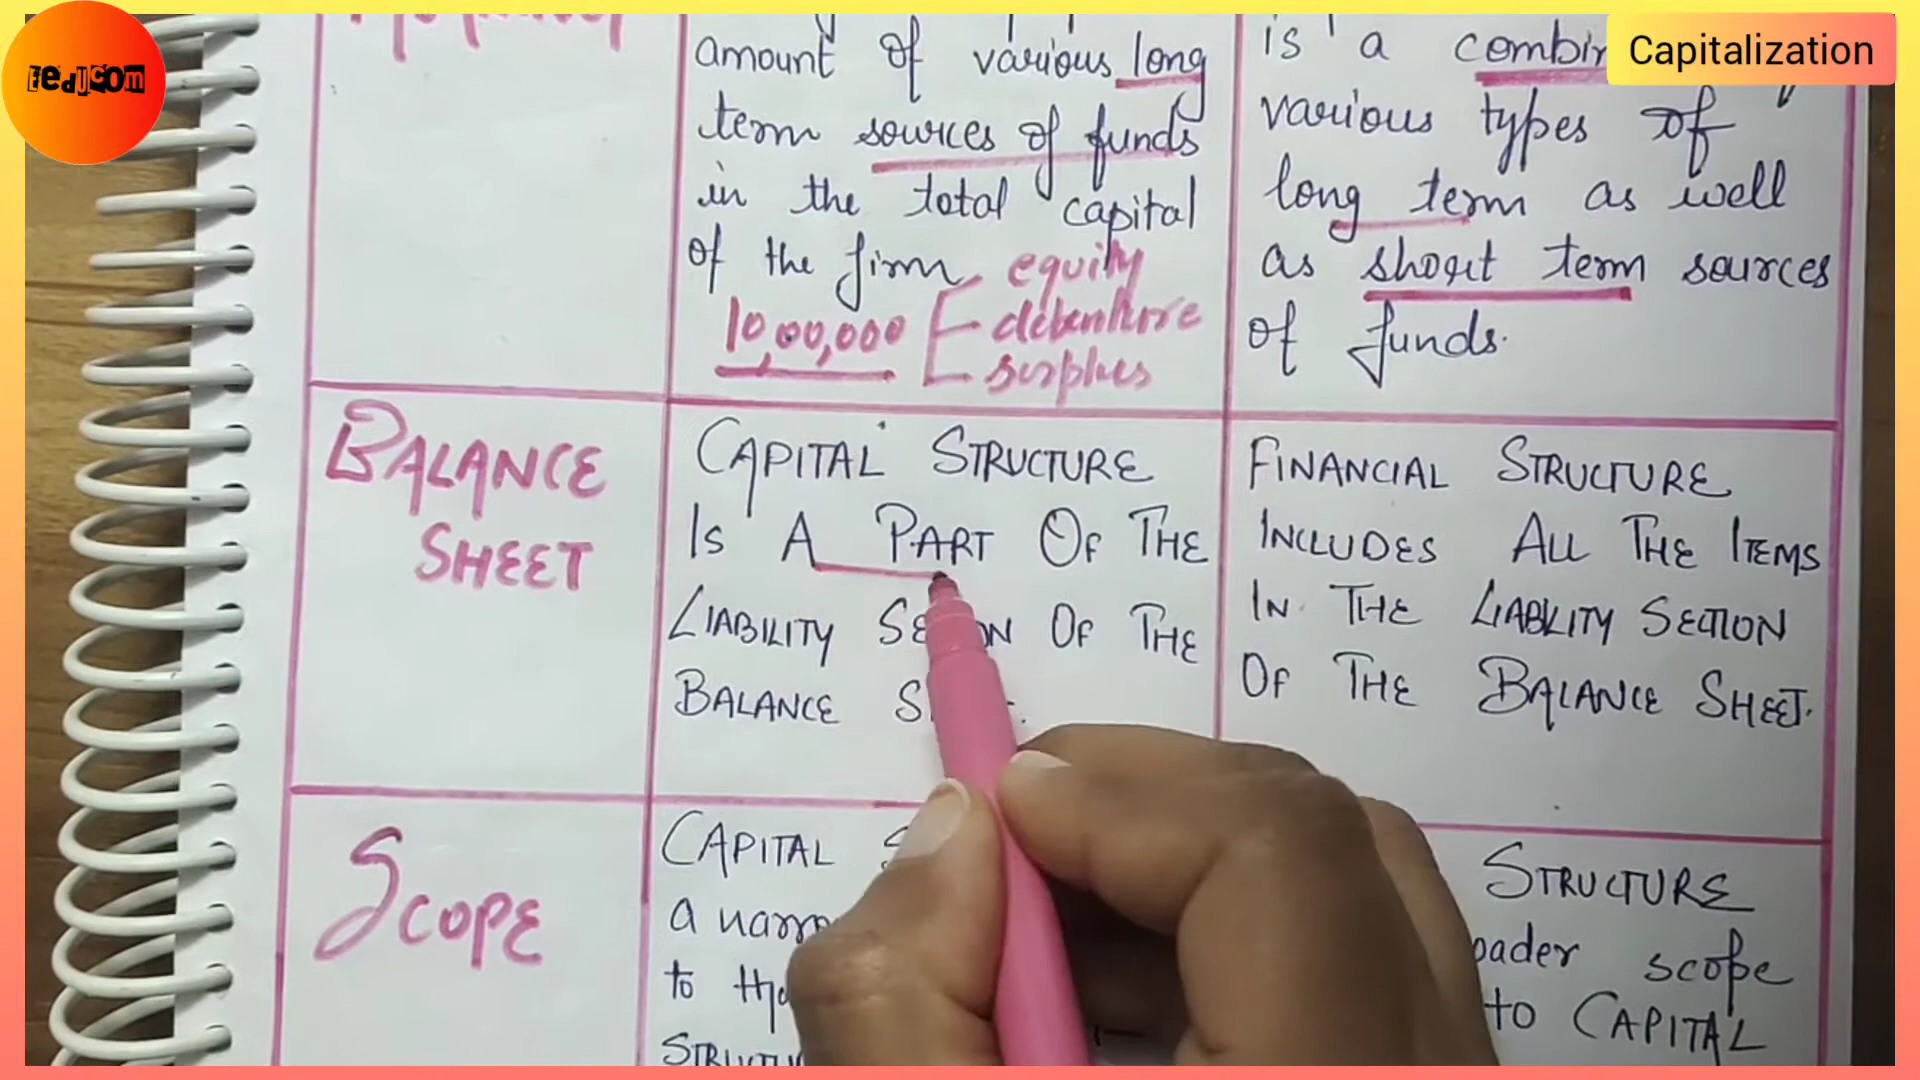 Eeducom
Capitalization
amount of various long
term sources of funds
in the total capital
of the firm
10,00,000
equity
debenture
surplus
is a
various types of
long term as well
as short term sources
of funds.
BALANCE
SHEET
CAPITAL STRUCTURE
IS A PART OF THE
LIABILITY OF THE
BALANCE
FINANCIAL STRUCTURE
INCLUDES ALL THE ITEMS
IN THE LIABLITY SECTION
OF THE BALANCE SHEET.
SCOPE
CAPITAL
a
to
STRUCTURE
scope
to CAPITAL